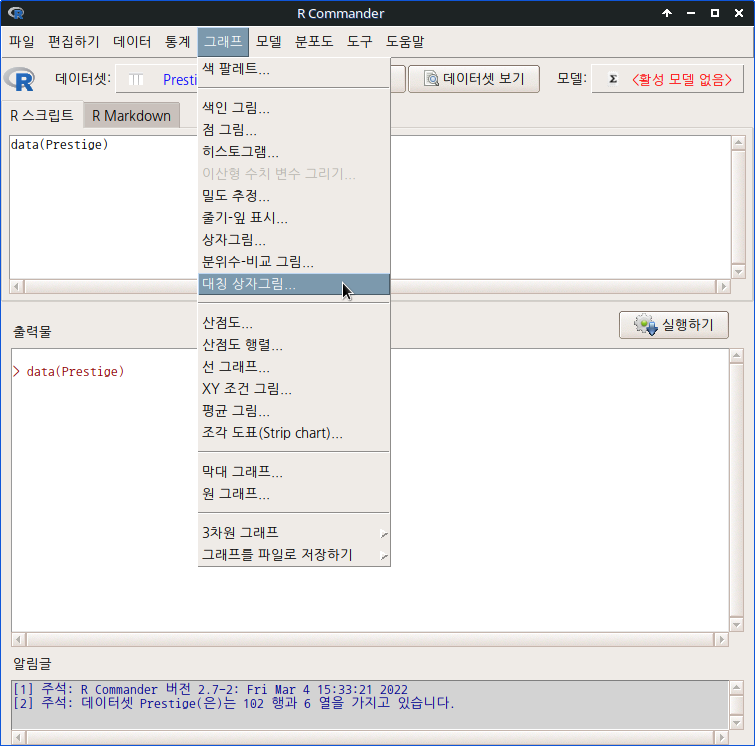 R Commander
파일 편집하기 데이터 통계 그래프 모델 분포도 도구 도움말
데이터셋: Presti 데이터셋 보기 모델: Σ <활성 모델 없음>
R 스크립트 R Markdown
data(Prestige)
색 팔레트...
색인 그림...
점 그림...
히스토그램...
이산형 수치 변수 그리기...
밀도 추정...
줄기-잎 표시...
상자그림...
분위수-비교 그림...
대칭 상자그림...
산점도...
산점도 행렬...
선 그래프...
XY 조건 그림...
평균 그림...
조각 도표(Strip chart)...
막대 그래프...
원 그래프...
3차원 그래프
그래프를 파일로 저장하기
출력물 실행하기
> data(Prestige)
알림글
[1] 주석: R Commander 버전 2.7-2: Fri Mar 4 15:33:21 2022
[2] 주석: 데이터셋 Prestige(은)는 102 행과 6 열을 가지고 있습니다.